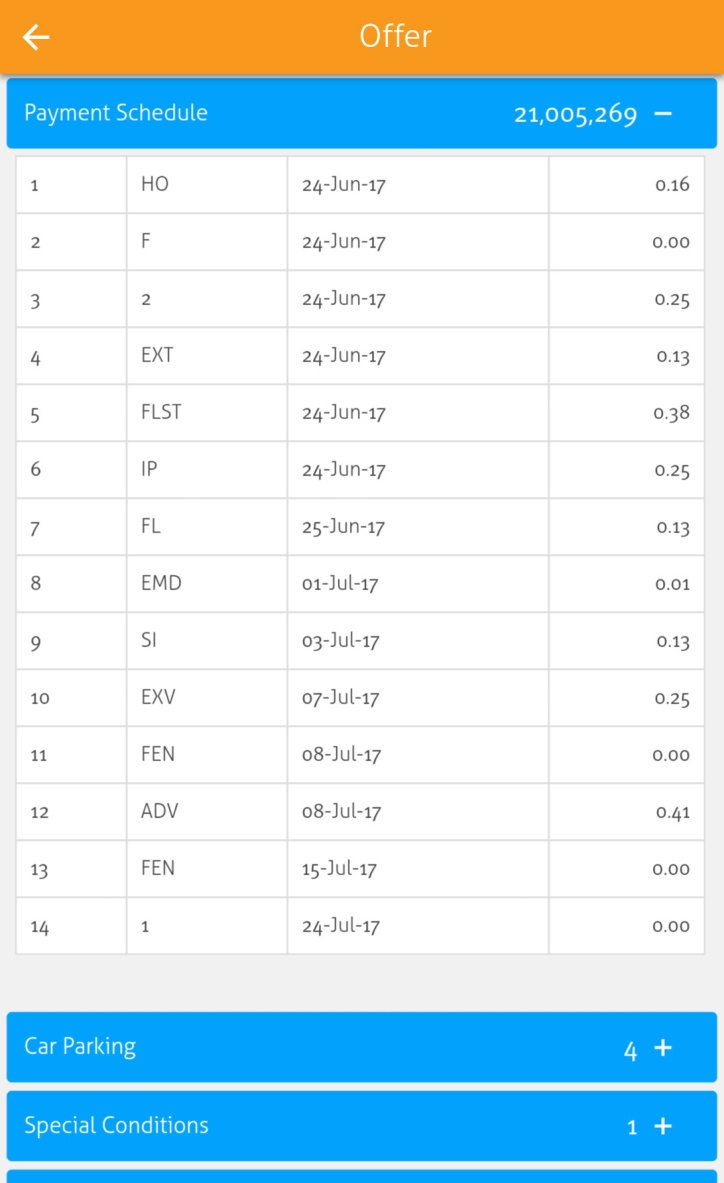 Offer
Payment Schedule 21,005,269 −
1 HO 24-Jun-17 0.16
2 F 24-Jun-17 0.00
3 2 24-Jun-17 0.25
4 EXT 24-Jun-17 0.13
5 FLST 24-Jun-17 0.38
6 IP 24-Jun-17 0.25
7 FL 25-Jun-17 0.13
8 EMD 01-Jul-17 0.01
9 SI 03-Jul-17 0.13
10 EXV 07-Jul-17 0.25
11 FEN 08-Jul-17 0.00
12 ADV 08-Jul-17 0.41
13 FEN 15-Jul-17 0.00
14 1 24-Jul-17 0.00
Car Parking 4 +
Special Conditions 1 +